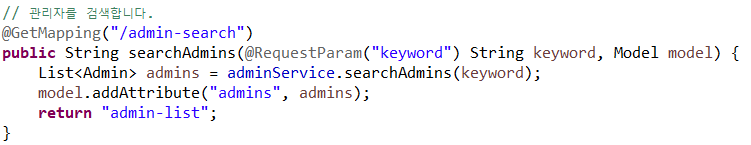 // 관리자를 검색합니다.
@GetMapping("/admin-search")
public String searchAdmins(@RequestParam("keyword") String keyword, Model model) {
    List<Admin> admins = adminService.searchAdmins(keyword);
    model.addAttribute("admins", admins);
    return "admin-list";
}